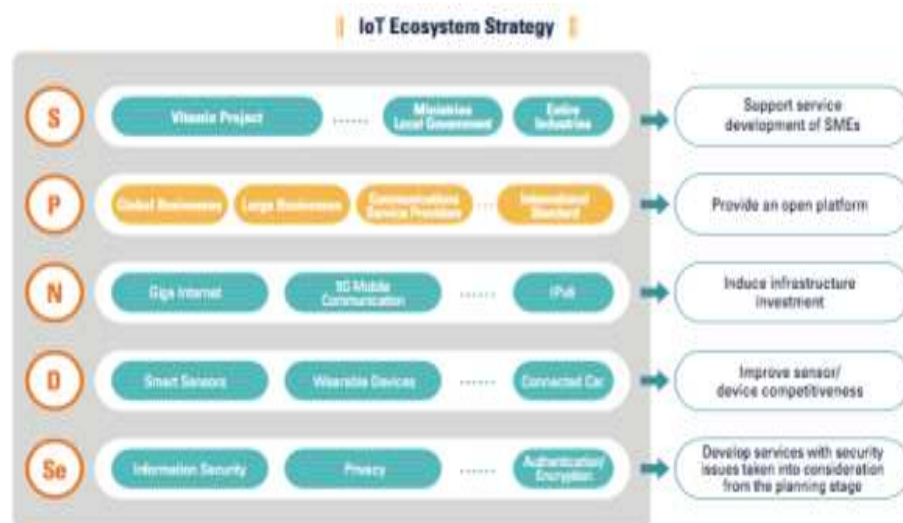 IoT Ecosystem Strategy
S
Vitamin Project
......
Ministries
Local Government
Entire
Industries
Support service
development of SMEs
P
Global Businesses
Large Businesses
Communications
Service Providers
...
International
Standard
Provide an open platform
N
Giga Internet
5G Mobile
Communication
......
IPv6
Induce infrastructure
investment
D
Smart Sensors
Wearable Devices
......
Connected Car
Improve sensor/
device competitiveness
Se
Information Security
Privacy
......
Authentication/
Encryption
Develop services with security
issues taken into consideration
from the planning stage